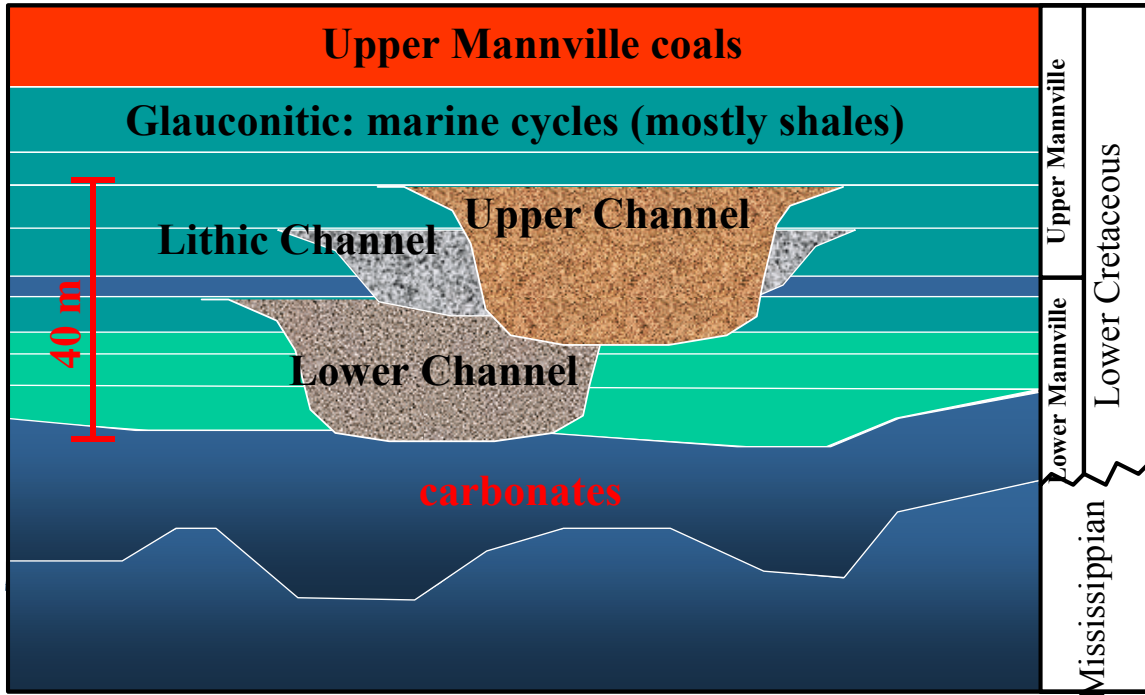 Upper Mannville coals
Glauconitic: marine cycles (mostly shales)
Upper Channel
Lithic Channel
40 m
Lower Channel
carbonates
Upper Mannville
Lower Mannville
Lower Cretaceous
Mississippian